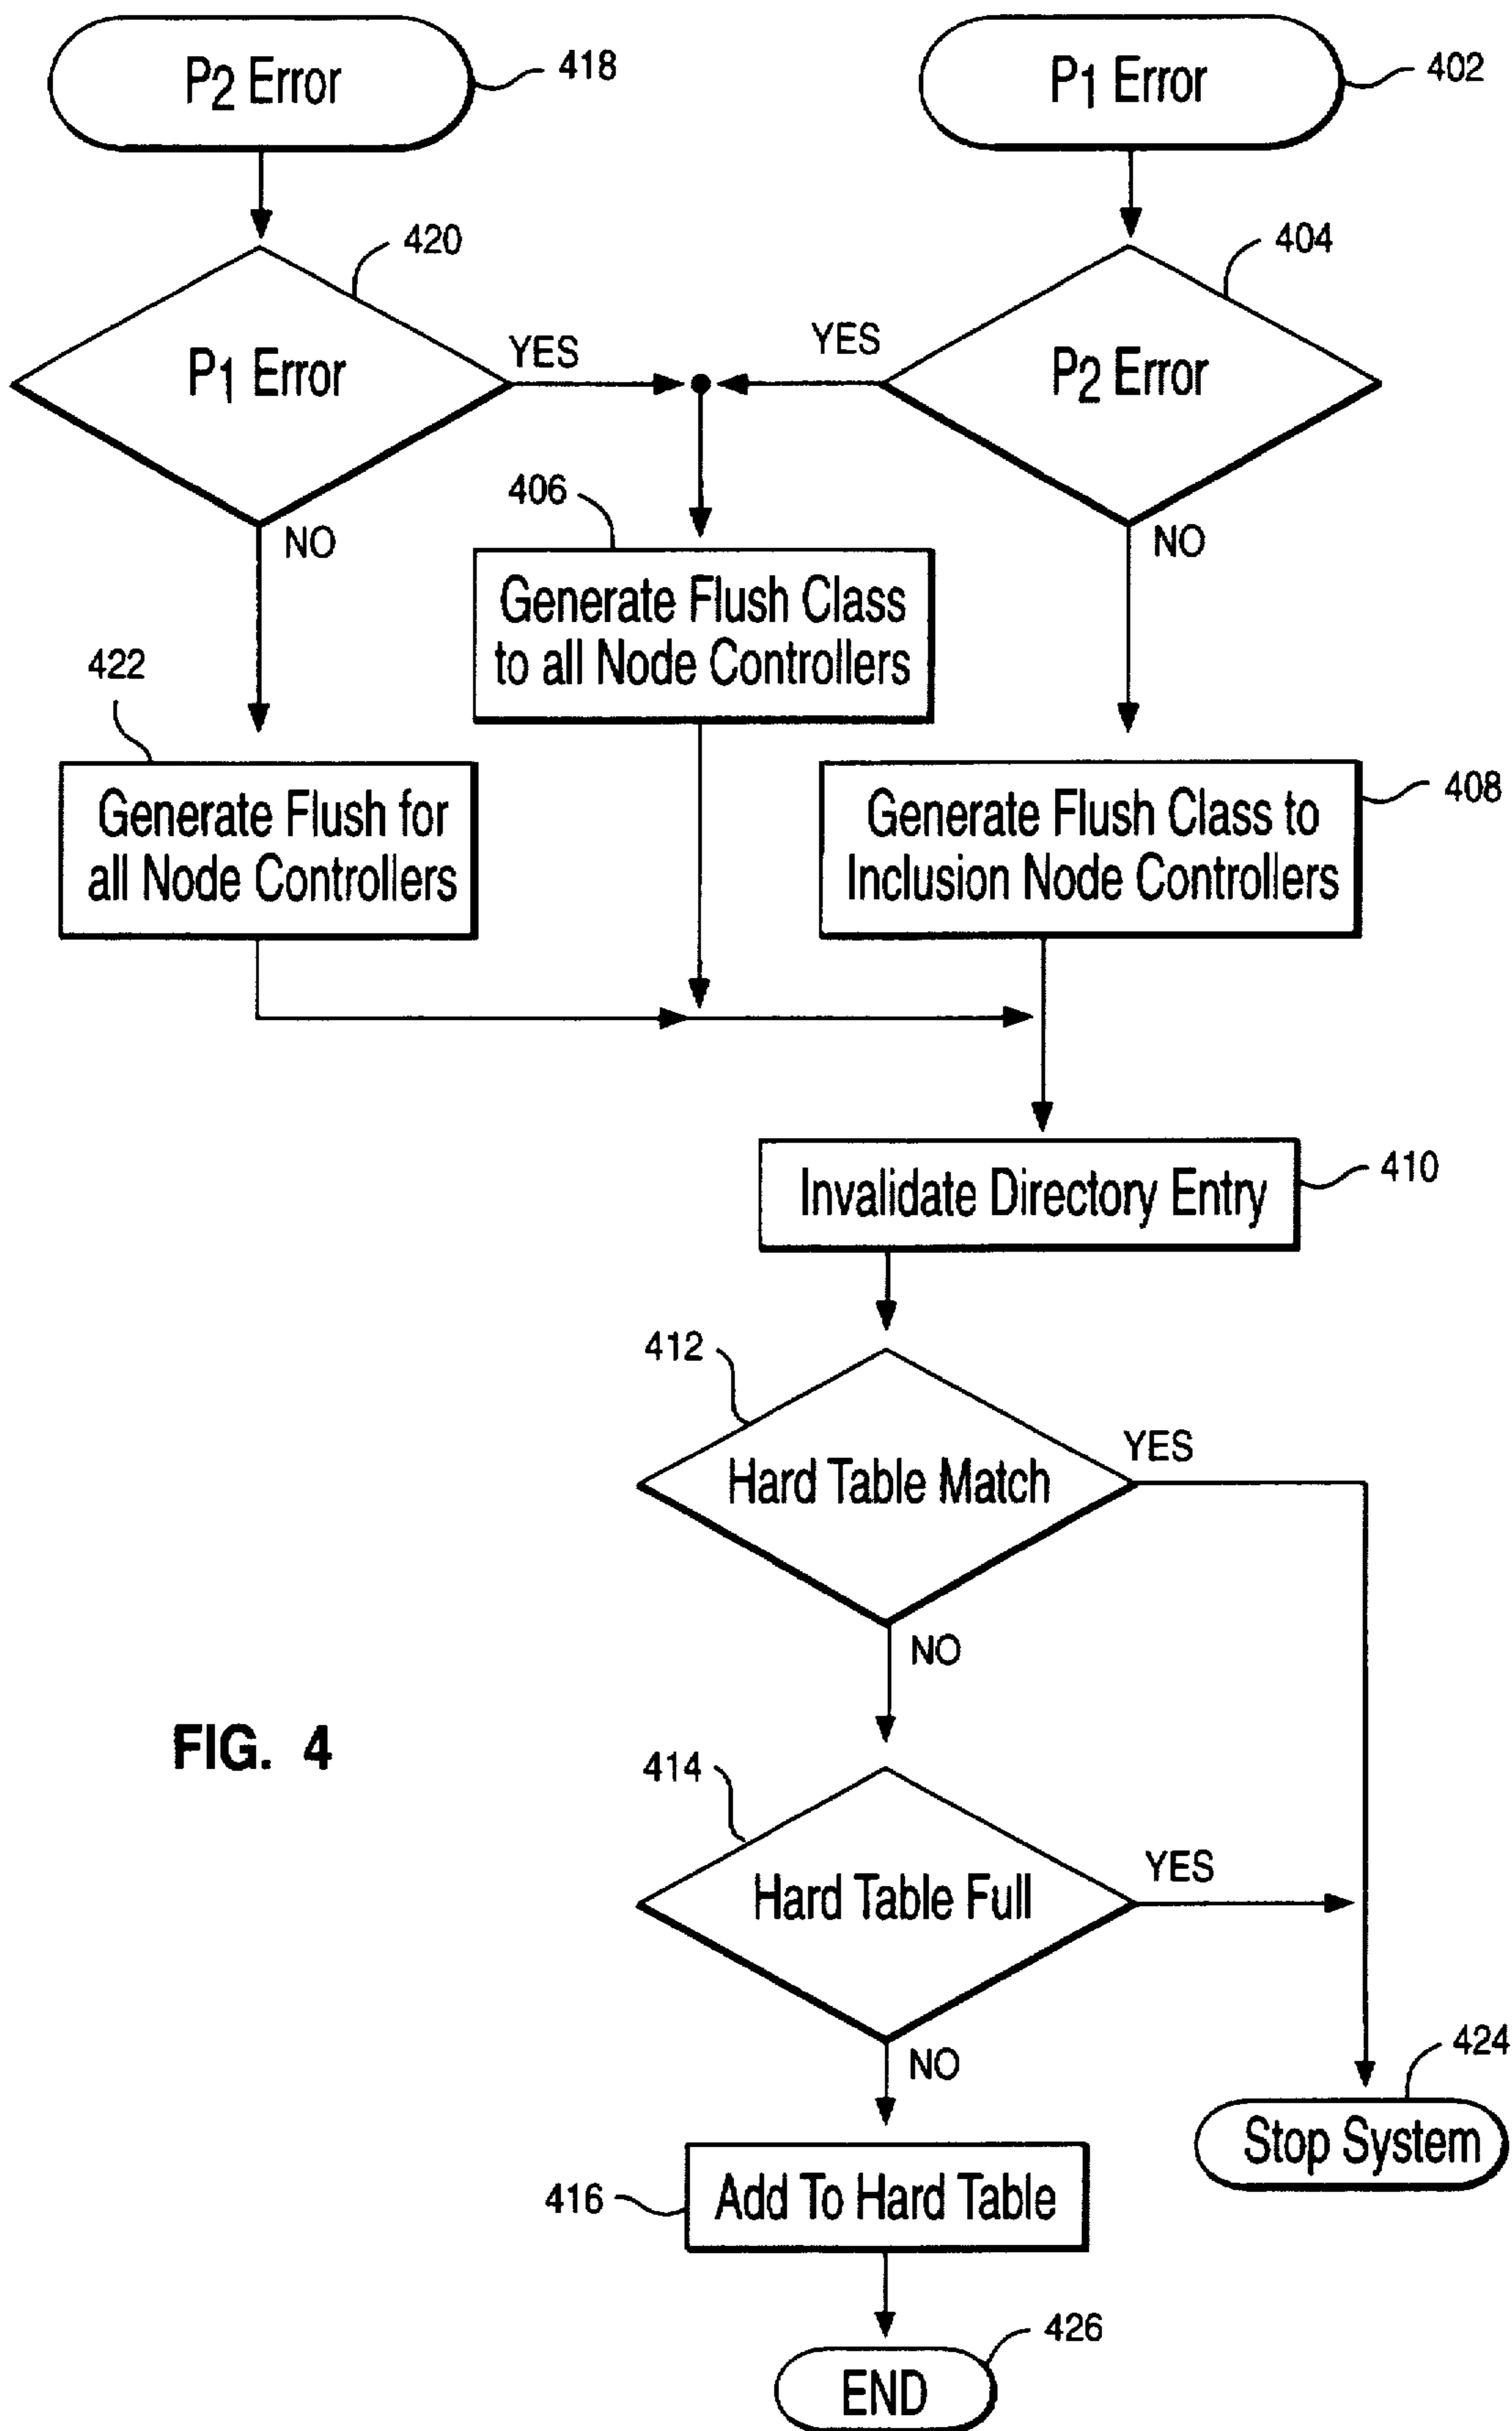 P2 Error
418
P1 Error
402
420
404
P1 Error
YES
YES
P2 Error
406
NO
NO
Generate Flush Class
to all Node Controllers
422
408
Generate Flush for
all Node Controllers
Generate Flush Class to
Inclusion Node Controllers
Invalidate Directory Entry
410
412
Hard Table Match
YES
NO
FIG. 4
414
Hard Table Full
YES
NO
424
Stop System
416
Add To Hard Table
426
END